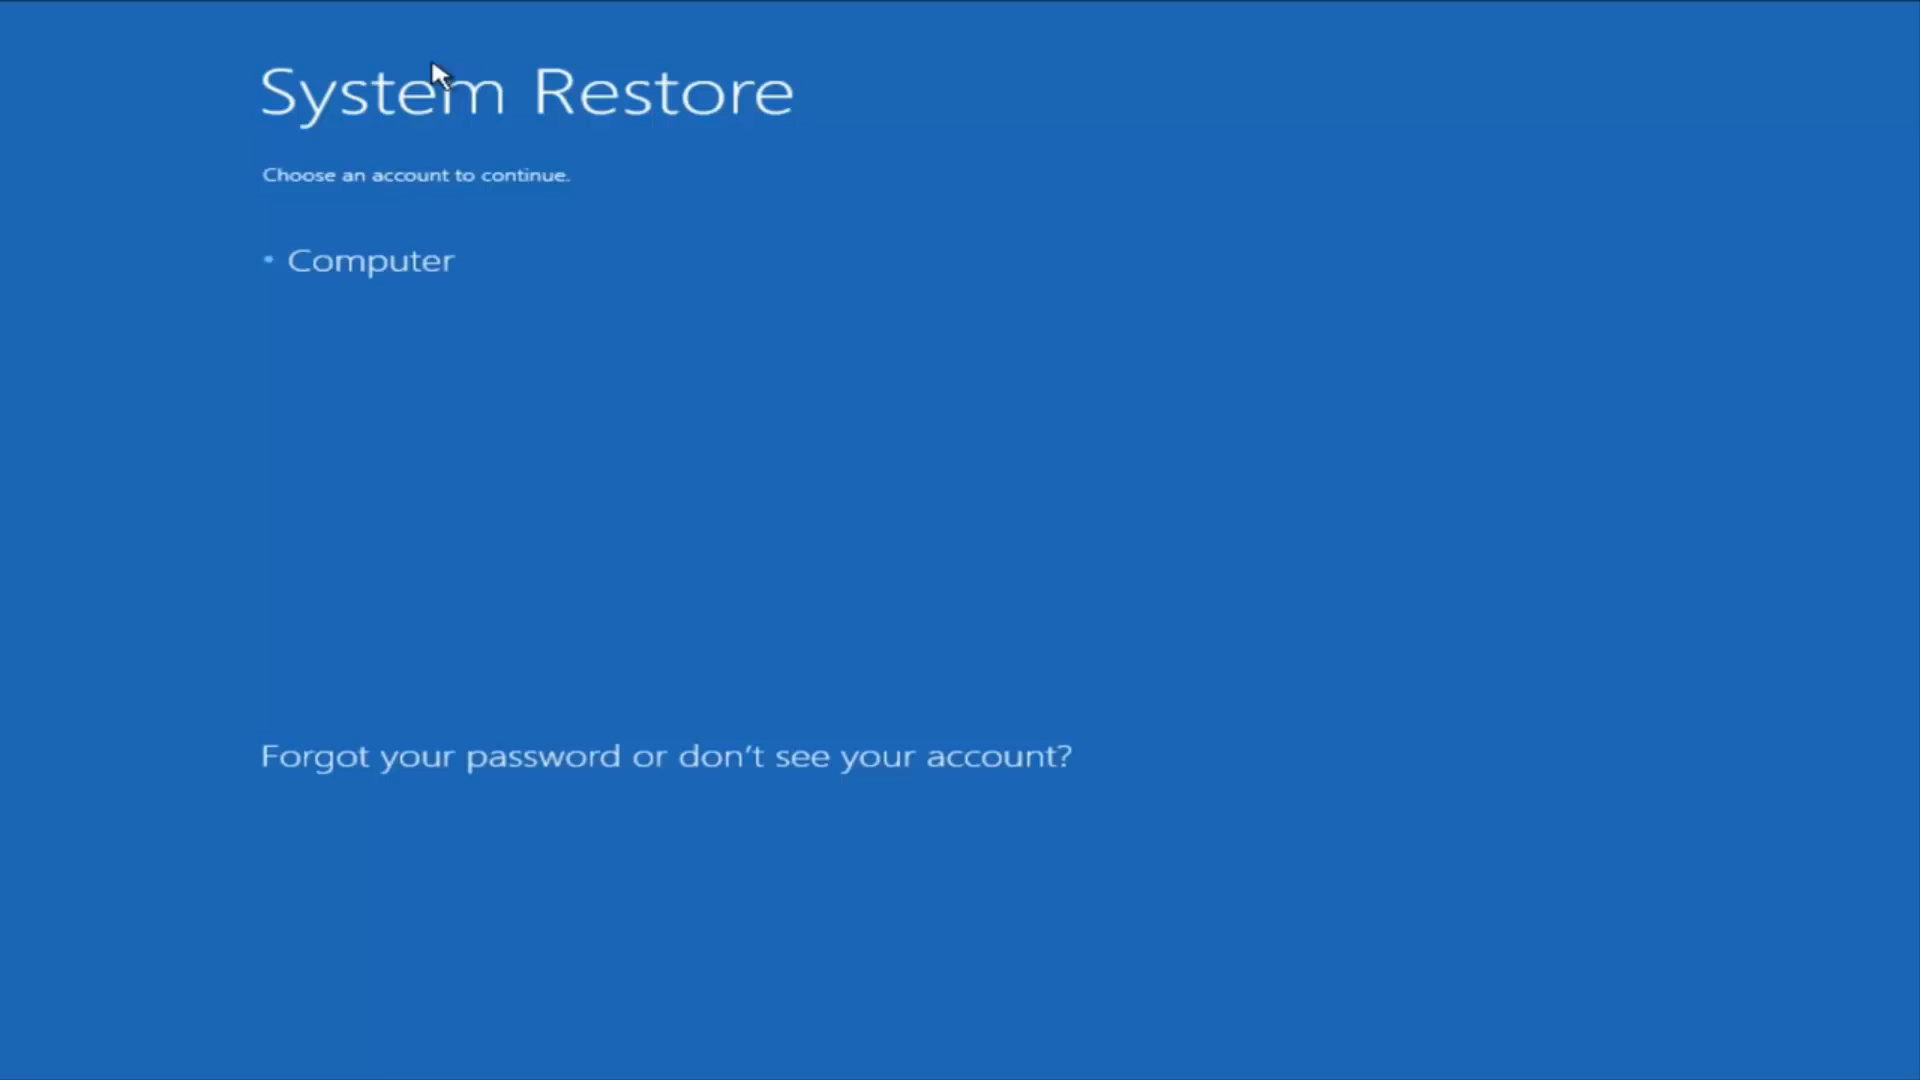 System Restore
Choose an account to continue.
Computer
Forgot your password or don't see your account?